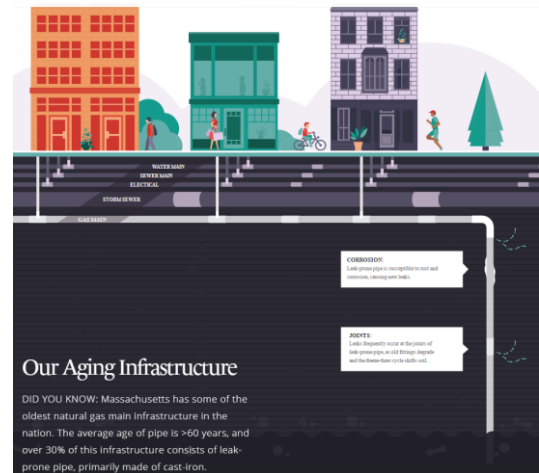 WATER MAIN
SEWER MAIN
ELECTICAL
STORM SEWER
GAS MAIN
CORROSION:
Leak-prone pipe is susceptible to rust and
corrosion, causing new leaks.
JOINTS:
Leaks frequently occur at the joints of
leak-prone pipe, as old fittings degrade
and the freeze-thaw cycle shifts soil.
Our Aging Infrastructure
DID YOU KNOW: Massachusetts has some of the
oldest natural gas main infrastructure in the
nation. The average age of pipe is >60 years, and
over 30% of this infrastructure consists of leak-
prone pipe, primarily made of cast-iron.